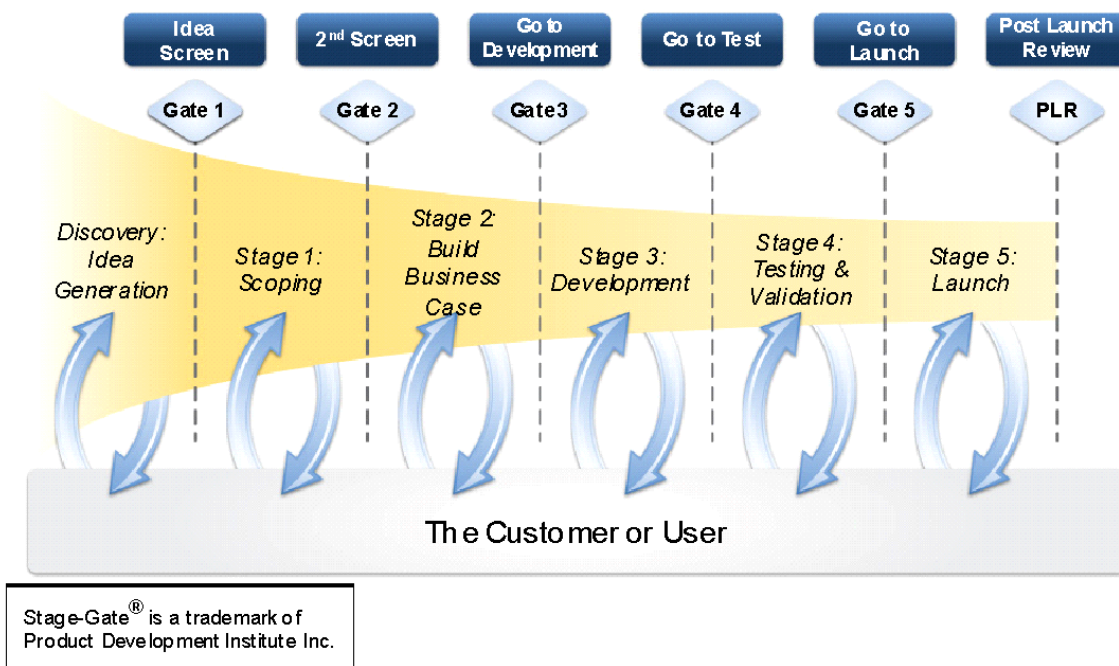 Idea
Screen
2nd Screen
Go to
Development
Go to Test
Go to
Launch
Post Launch
Review
Gate 1
Gate 2
Gate3
Gate 4
Gate 5
PLR
Discovery:
Idea
Generation
Stage 1:
Scoping
Stage 2:
Build
Business
Case
Stage 3:
Development
Stage 4:
Testing &
Validation
Stage 5:
Launch
The Customer or User
Stage-Gate® is a trademark of
Product Development Institute Inc.